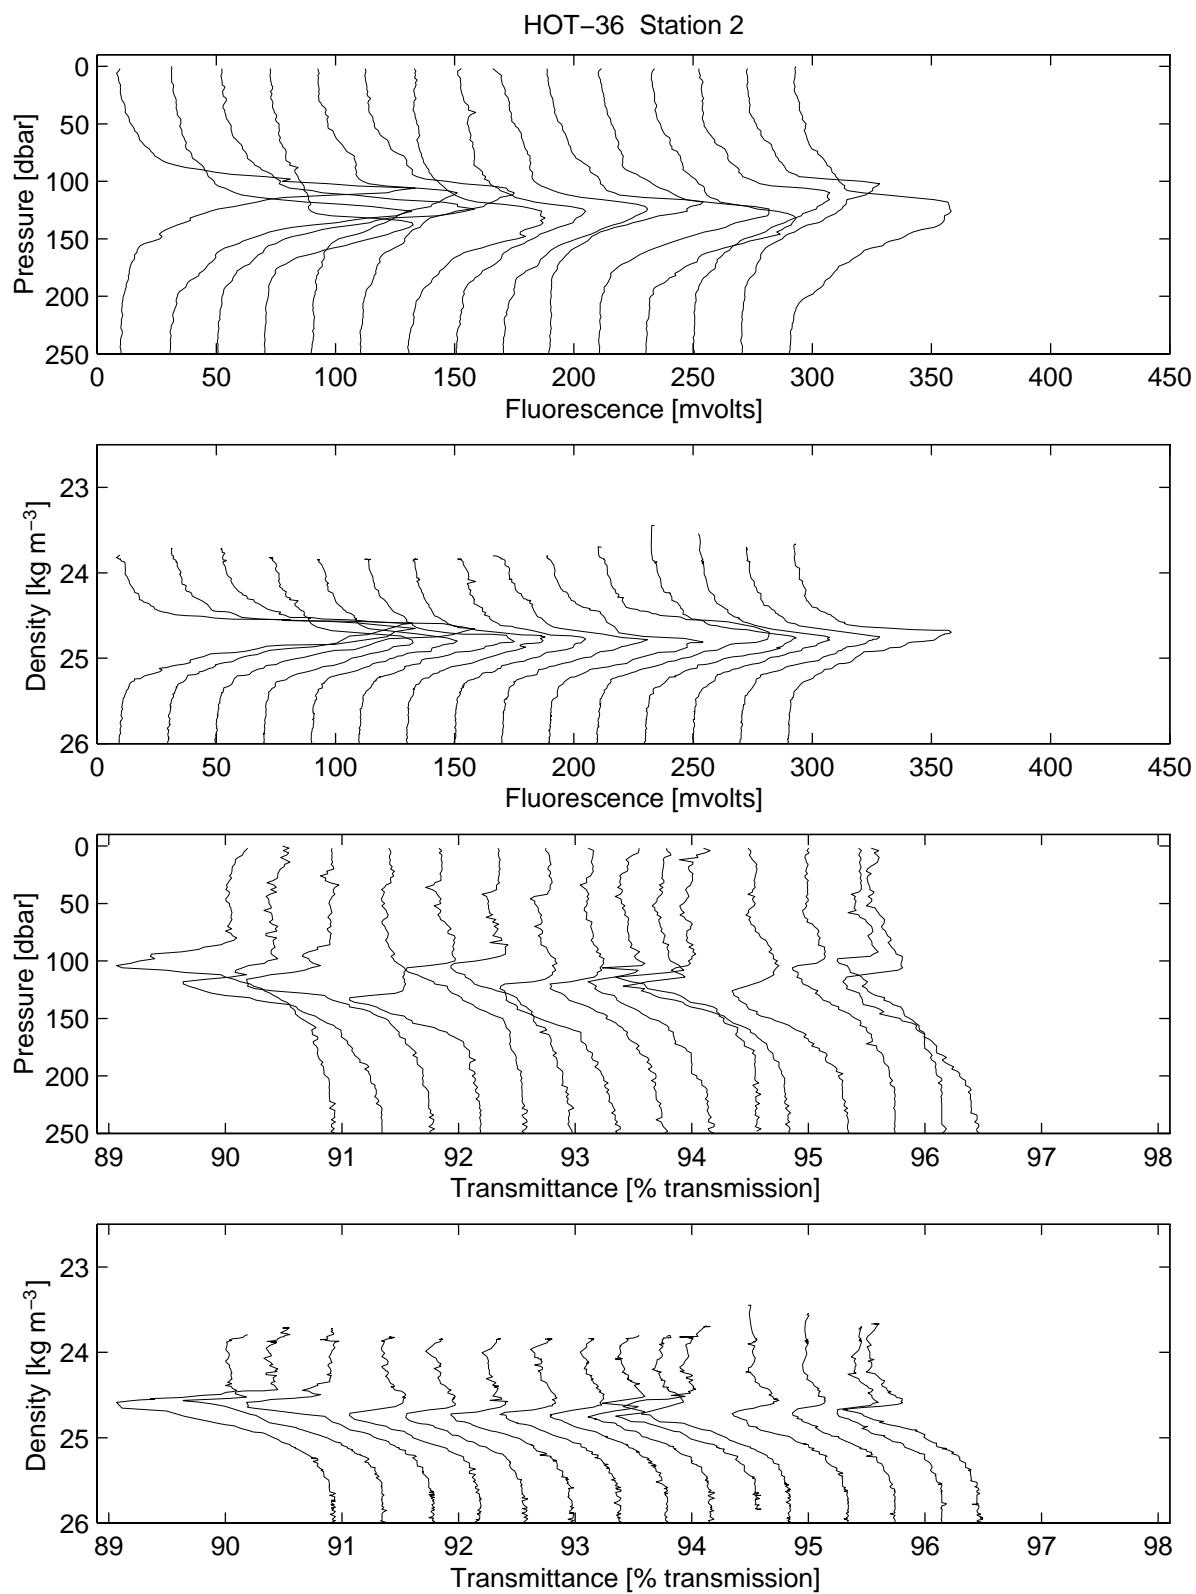 HOT−36 Station 2
0
50
100
150
200
250
Pressure [dbar]
0 50 100 150 200 250 300 350 400 450
Fluorescence [mvolts]
23
24
25
26
Density [kg m−3]
0 50 100 150 200 250 300 350 400 450
Fluorescence [mvolts]
0
50
100
150
200
250
Pressure [dbar]
89 90 91 92 93 94 95 96 97 98
Transmittance [% transmission]
23
24
25
26
Density [kg m−3]
89 90 91 92 93 94 95 96 97 98
Transmittance [% transmission]